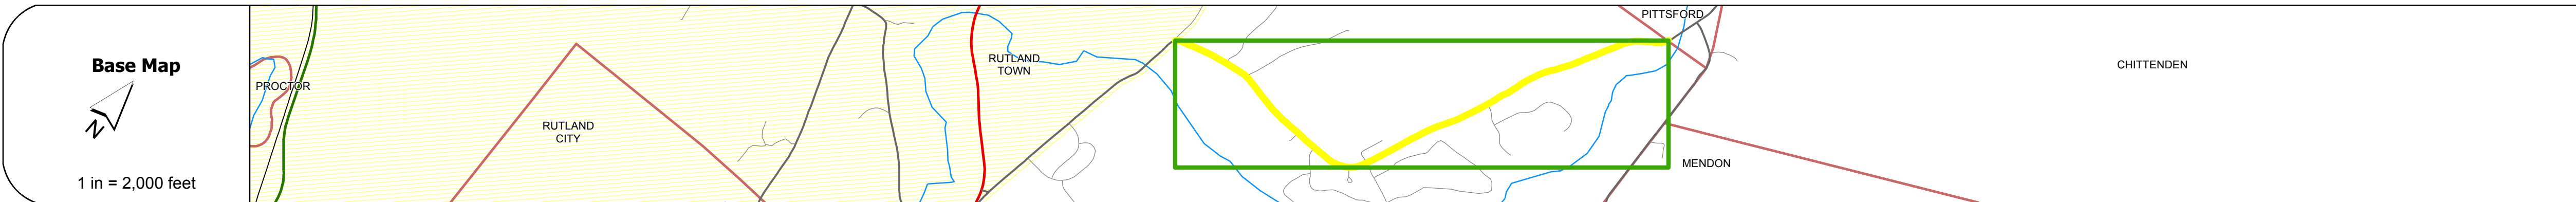 Base Map
N
1 in = 2,000 feet
PROCTOR
RUTLAND
CITY
RUTLAND
TOWN
PITTSFORD
MENDON
CHITTENDEN